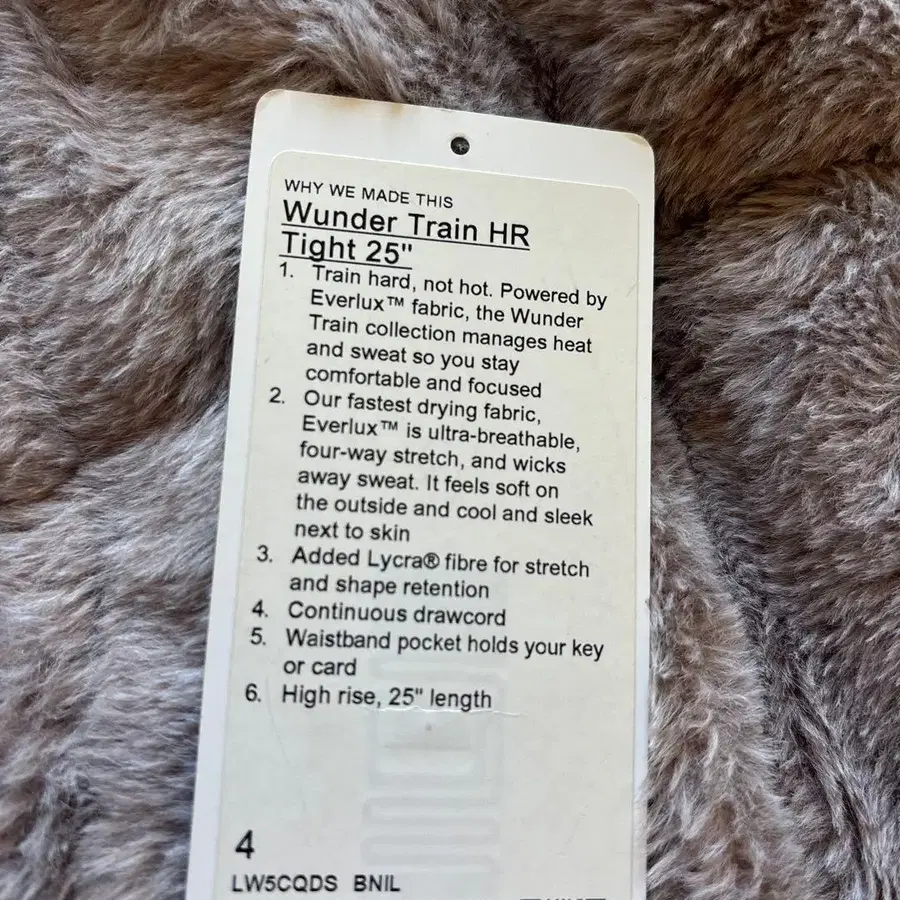 WHY WE MADE THIS
Wunder Train HR
Tight 25"
1. Train hard, not hot. Powered by
Everlux™ fabric, the Wunder
Train collection manages heat
and sweat so you stay
comfortable and focused
2. Our fastest drying fabric,
Everlux™ is ultra-breathable,
four-way stretch, and wicks
away sweat. It feels soft on
the outside and cool and sleek
next to skin
3. Added Lycra® fibre for stretch
and shape retention
4. Continuous drawcord
5. Waistband pocket holds your key
or card
6. High rise, 25" length
4
LW5CQDS BNIL